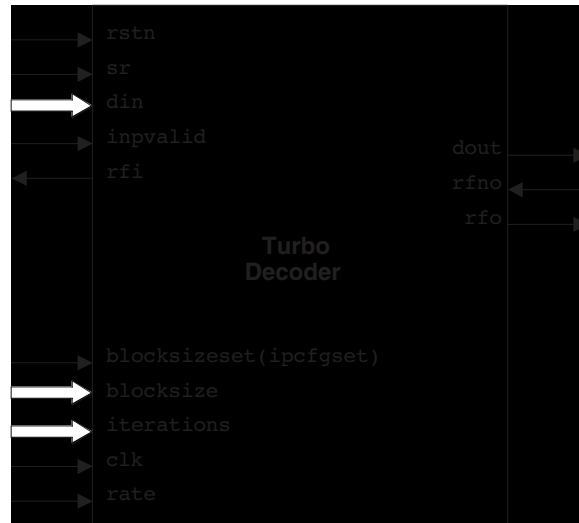 rstn
sr
din
inpvalid
rfi
dout
rfno
rfo
Turbo
Decoder
blocksizeset(ipcfgset)
blocksize
iterations
clk
rate